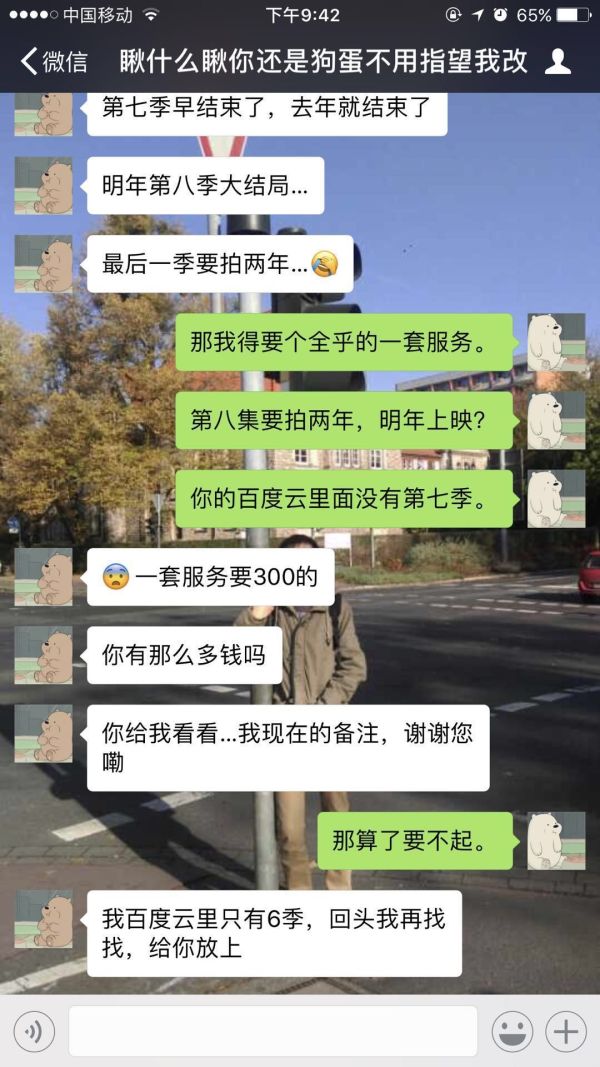 中国移动
下午9:42
65%
微信
瞅什么瞅你还是狗蛋不用指望我改
第七季早结束了，去年就结束了
明年第八季大结局...
最后一季要拍两年...
那我得要个全乎的一套服务。
第八集要拍两年，明年上映？
你的百度云里面没有第七季。
一套服务要300的
你有那么多钱吗
你给我看看...我现在的备注，谢谢您
嘞
那算了要不起。
我百度云里只有6季，回头我再找
找，给你放上